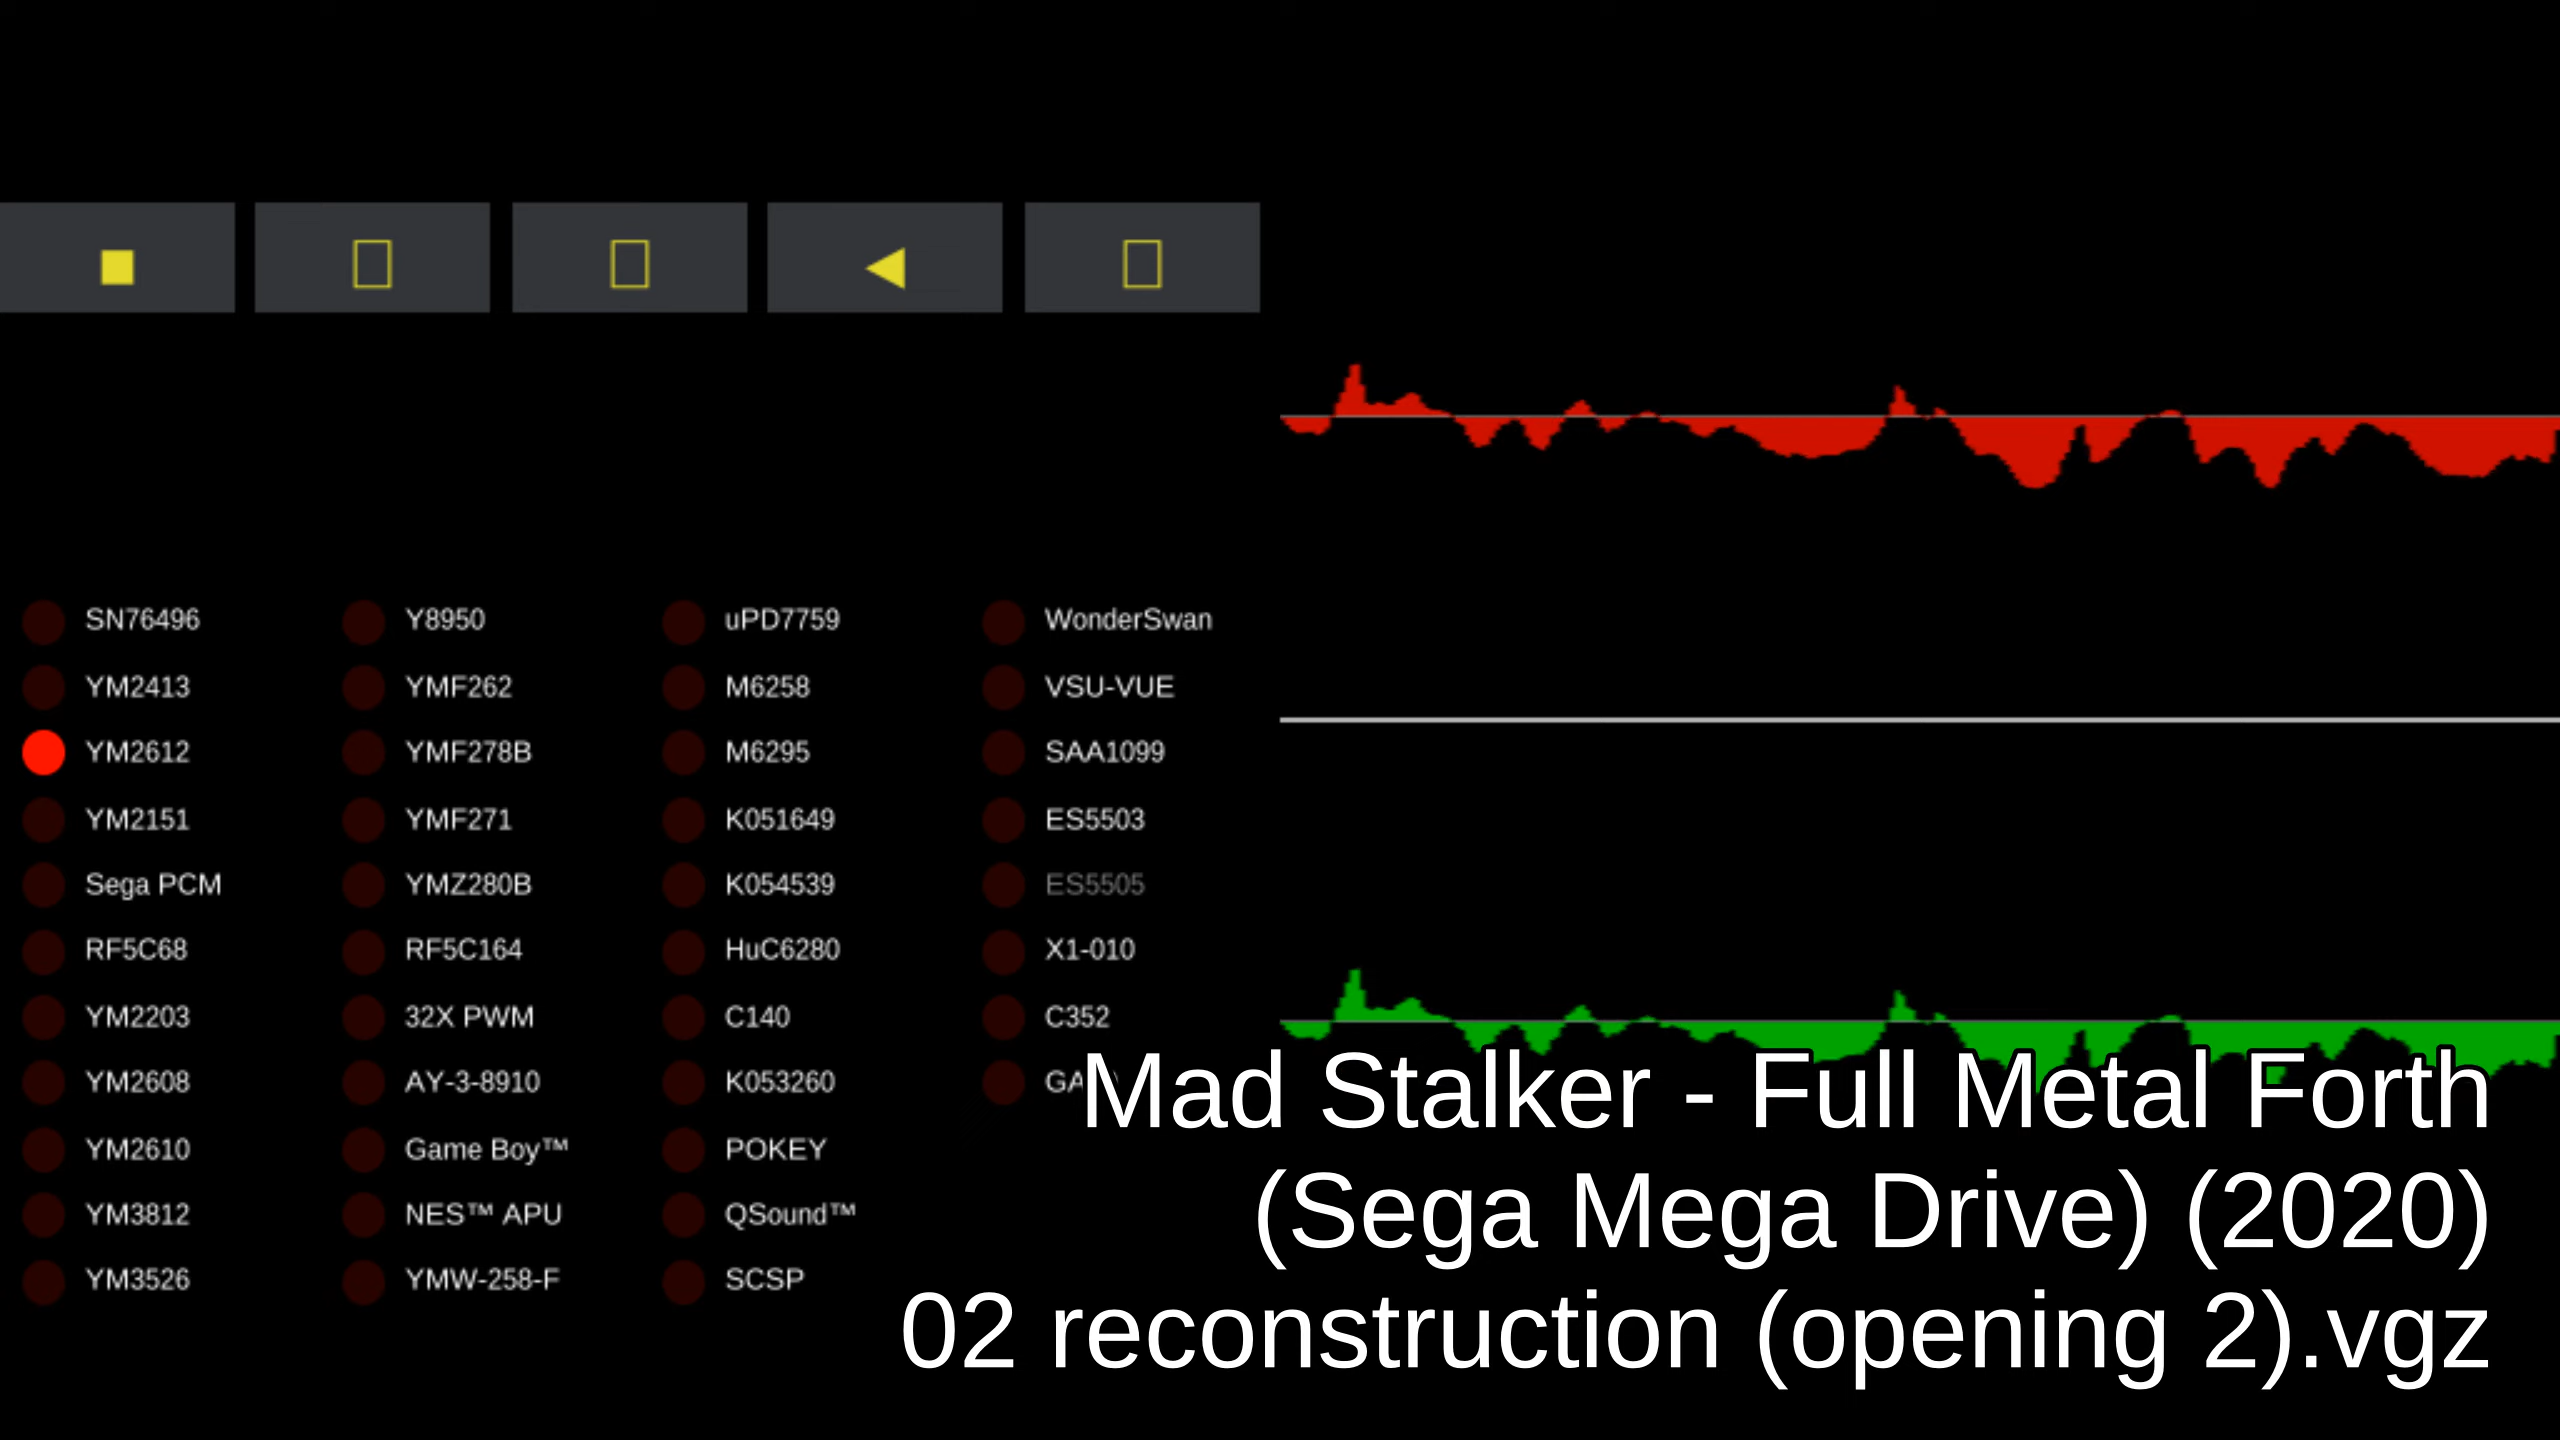 SN76496
YM2413
YM2612
YM2151
Sega PCM
RF5C68
YM2203
YM2608
YM2610
YM3812
YM3526
Y8950
YMF262
YMF278B
YMF271
YMZ280B
RF5C164
32X PWM
AY-3-8910
Game Boy™
NES™ APU
YMW-258-F
uPD7759
M6258
M6295
K051649
K054539
HuC6280
C140
K053260
POKEY
QSound™
SCSP
WonderSwan
VSU-VUE
SAA1099
ES5503
ES5505
X1-010
C352
Mad Stalker - Full Metal Forth
(Sega Mega Drive) (2020)
02 reconstruction (opening 2).vgz